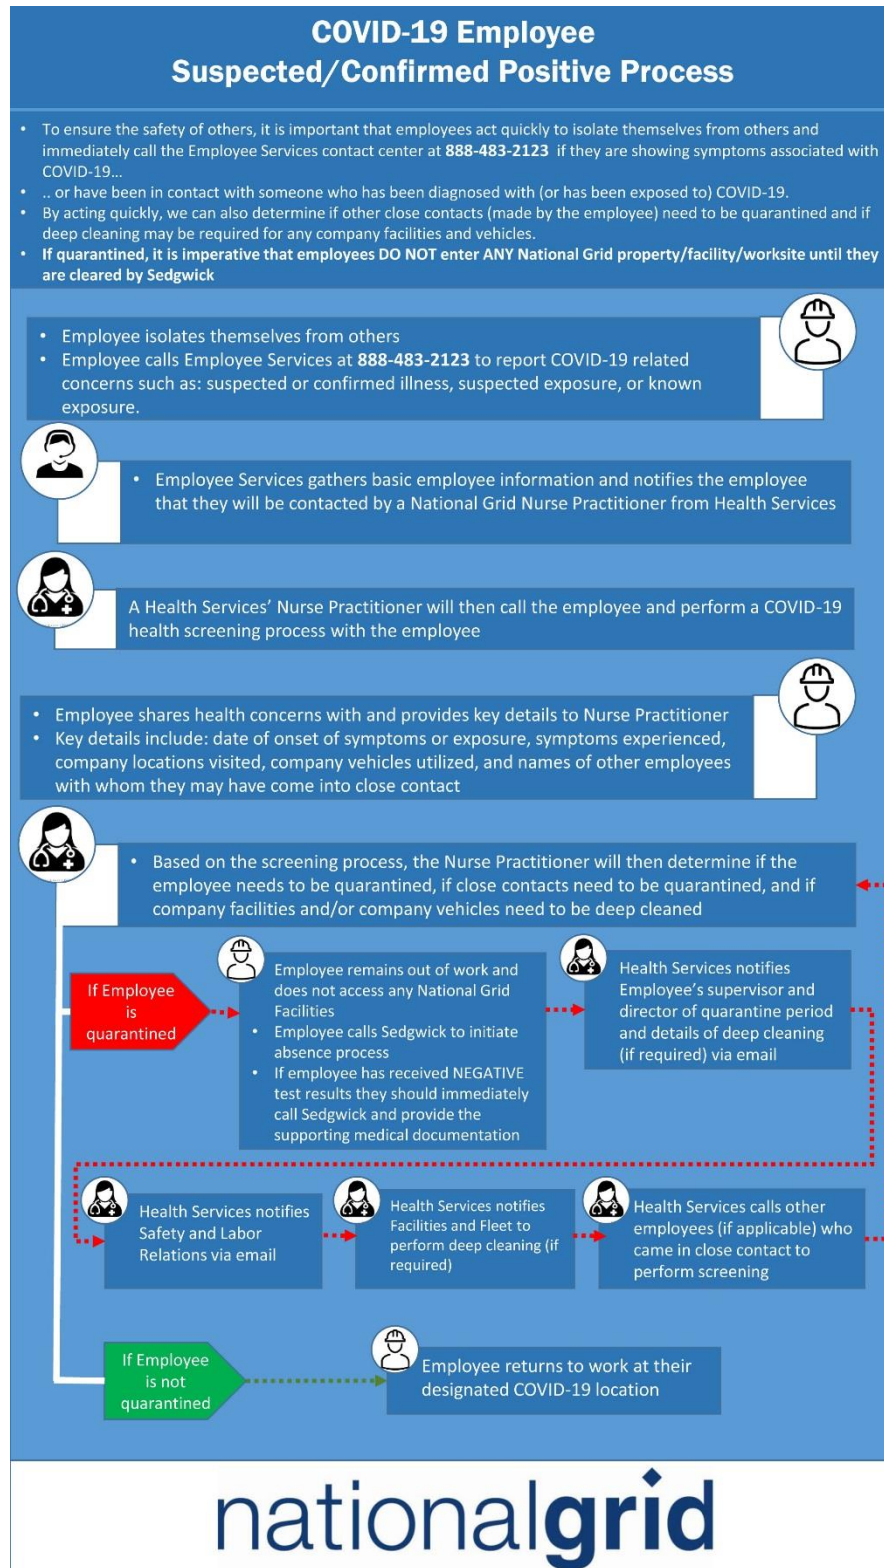 COVID-19 Employee
Suspected/Confirmed Positive Process
• To ensure the safety of others, it is important that employees act quickly to isolate themselves from others and
immediately call the Employee Services contact center at 888-483-2123 if they are showing symptoms associated with
COVID-19…
• .. or have been in contact with someone who has been diagnosed with (or has been exposed to) COVID-19.
• By acting quickly, we can also determine if other close contacts (made by the employee) need to be quarantined and if
deep cleaning may be required for any company facilities and vehicles.
• If quarantined, it is imperative that employees DO NOT enter ANY National Grid property/facility/worksite until they
are cleared by Sedgwick
• Employee isolates themselves from others
• Employee calls Employee Services at 888-483-2123 to report COVID-19 related
concerns such as: suspected or confirmed illness, suspected exposure, or known
exposure.
• Employee Services gathers basic employee information and notifies the employee
that they will be contacted by a National Grid Nurse Practitioner from Health Services
A Health Services' Nurse Practitioner will then call the employee and perform a COVID-19
health screening process with the employee
• Employee shares health concerns with and provides key details to Nurse Practitioner
• Key details include: date of onset of symptoms or exposure, symptoms experienced,
company locations visited, company vehicles utilized, and names of other employees
with whom they may have come into close contact
• Based on the screening process, the Nurse Practitioner will then determine if the
employee needs to be quarantined, if close contacts need to be quarantined, and if
company facilities and/or company vehicles need to be deep cleaned
If Employee
is
quarantined
Employee remains out of work and
does not access any National Grid
Facilities
• Employee calls Sedgwick to initiate
absence process
• If employee has received NEGATIVE
test results they should immediately
call Sedgwick and provide the
supporting medical documentation
Health Services notifies
Employee's supervisor and
director of quarantine period
and details of deep cleaning
(if required) via email
Health Services notifies
Safety and Labor
Relations via email
Health Services notifies
Facilities and Fleet to
perform deep cleaning (if
required)
Health Services calls other
employees (if applicable) who
came in close contact to
perform screening
If Employee
is not
quarantined
Employee returns to work at their
designated COVID-19 location
nationalgrid